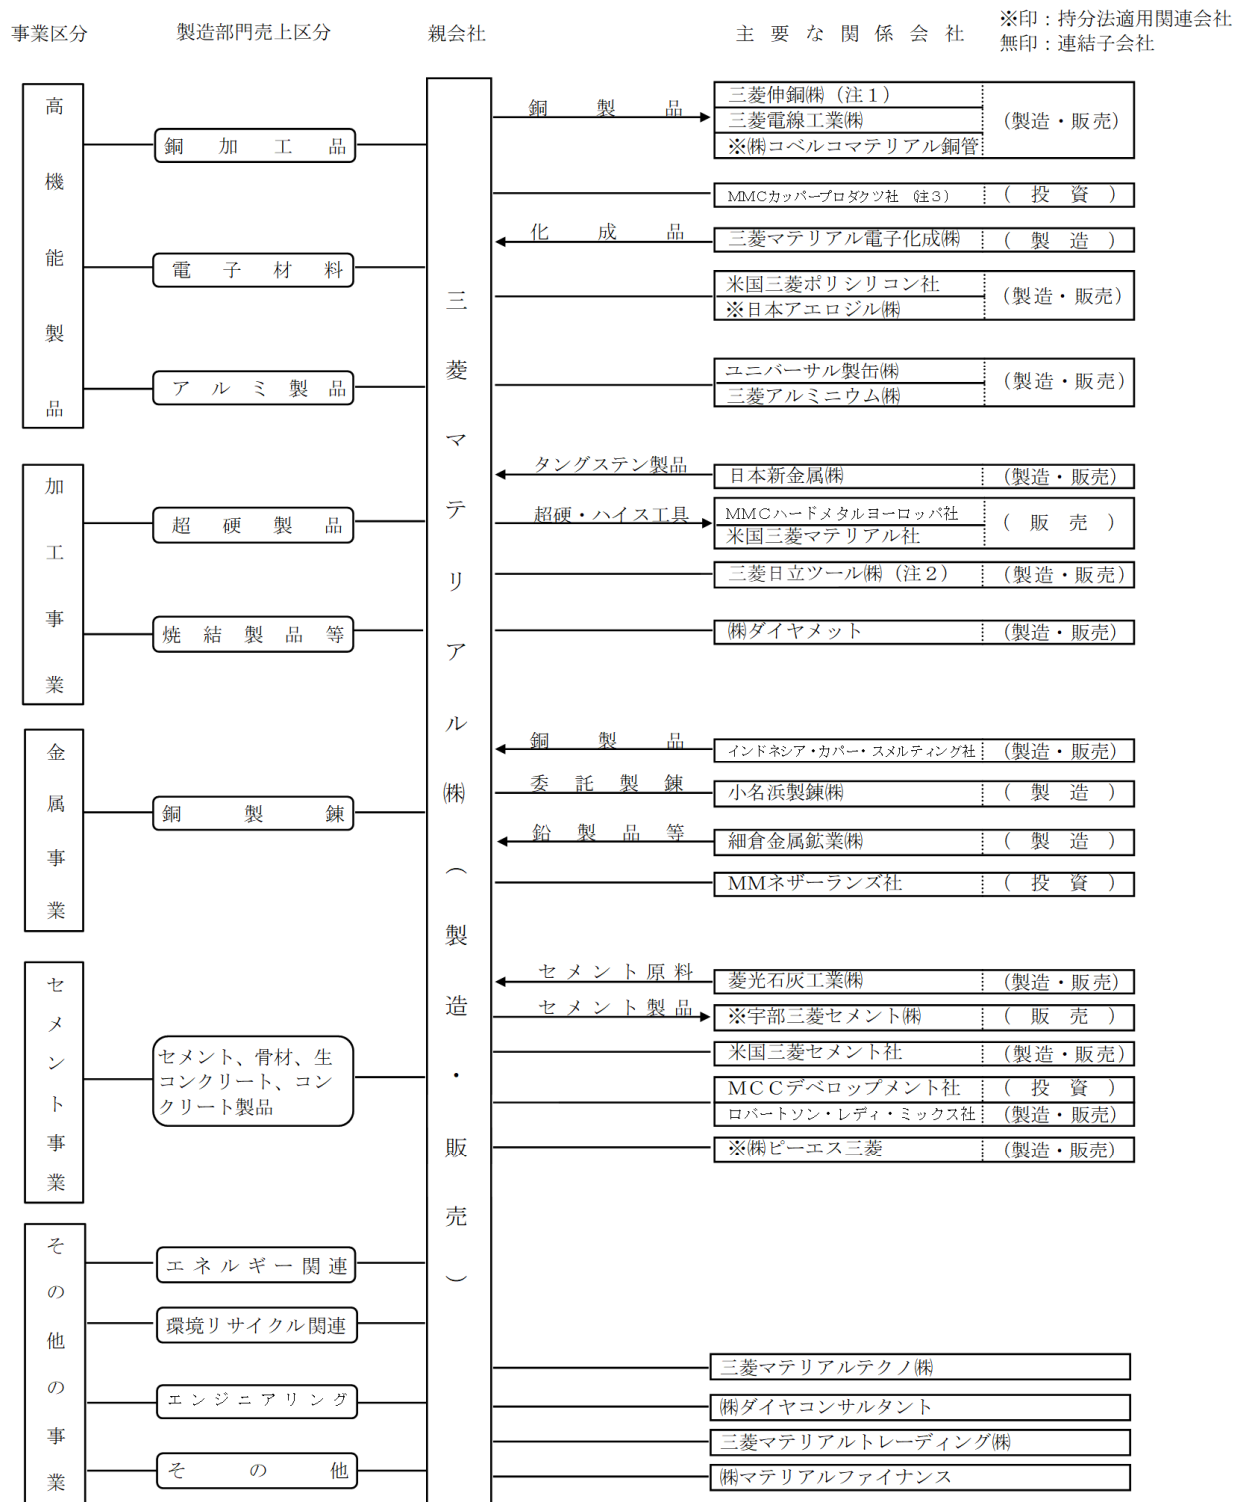 事業区分
製造部門売上区分
親会社
主要な関係会社
※印：持分法適用関連会社
無印：連結子会社
三菱マテリアル㈱（製造・販売）
高機能製品
銅加工品
電子材料
アルミ製品
銅製品
三菱伸銅㈱（注１）
三菱電線工業㈱
※㈱コベルコマテリアル銅管
（製造・販売）
MMCカッパープロダクツ社（注３）
（投資）
化成品
三菱マテリアル電子化成㈱
（製造）
米国三菱ポリシリコン社
※日本アエロジル㈱
（製造・販売）
ユニバーサル製缶㈱
三菱アルミニウム㈱
（製造・販売）
加工事業
超硬製品
焼結製品等
タングステン製品
日本新金属㈱
（製造・販売）
超硬・ハイス工具
MMCハードメタルヨーロッパ社
米国三菱マテリアル社
（販売）
三菱日立ツール㈱（注２）
（製造・販売）
㈱ダイヤメット
（製造・販売）
金属事業
銅製錬
銅製品
インドネシア・カパー・スメルティング社
（製造・販売）
委託製錬
小名浜製錬㈱
（製造）
鉛製品等
細倉金属鉱業㈱
（製造）
MMネザーランズ社
（投資）
セメント事業
セメント、骨材、生
コンクリート、コン
クリート製品
セメント原料
菱光石灰工業㈱
（製造・販売）
セメント製品
※宇部三菱セメント㈱
（販売）
米国三菱セメント社
（製造・販売）
MCCデベロップメント社
（投資）
ロバートソン・レディ・ミックス社
（製造・販売）
※㈱ピーエス三菱
（製造・販売）
その他の事業
エネルギー関連
環境リサイクル関連
エンジニアリング
その他
三菱マテリアルテクノ㈱
㈱ダイヤコンサルタント
三菱マテリアルトレーディング㈱
㈱マテリアルファイナンス